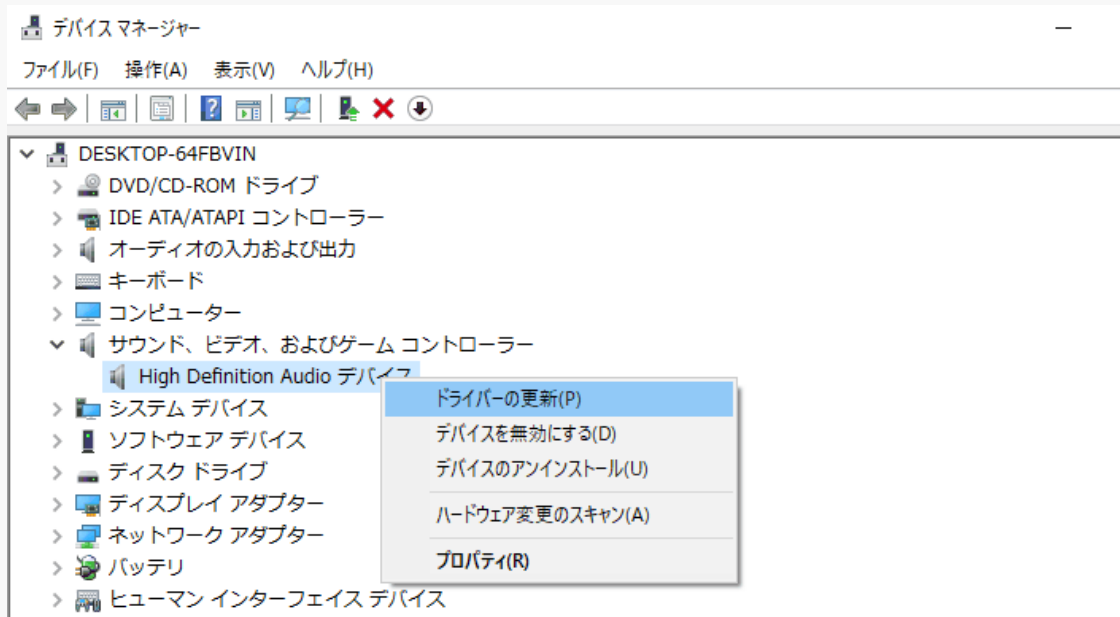 デバイス マネージャー
ファイル(F) 操作(A) 表示(V) ヘルプ(H)
DESKTOP-64FBVIN
DVD/CD-ROM ドライブ
IDE ATA/ATAPI コントローラー
オーディオの入力および出力
キーボード
コンピューター
サウンド、ビデオ、およびゲーム コントローラー
High Definition Audio デバイス
ドライバーの更新(P)
デバイスを無効にする(D)
デバイスのアンインストール(U)
ハードウェア変更のスキャン(A)
プロパティ(R)
システム デバイス
ソフトウェア デバイス
ディスク ドライブ
ディスプレイ アダプター
ネットワーク アダプター
バッテリ
ヒューマン インターフェイス デバイス